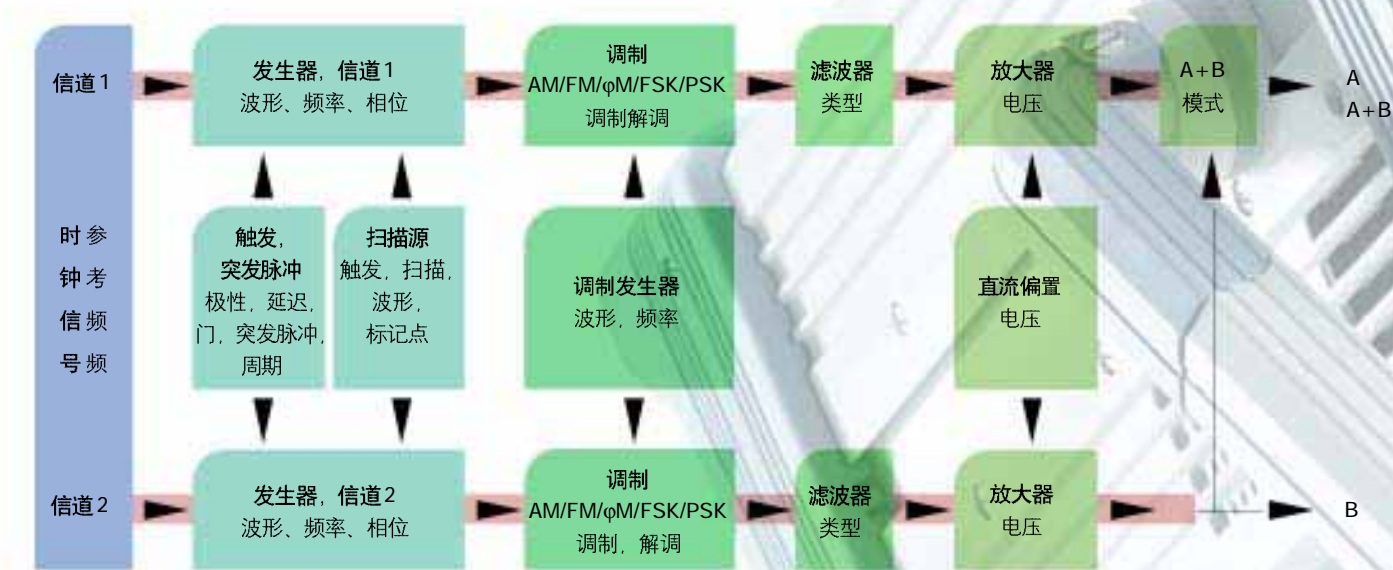 信道1
发生器, 信道1
波形、频率、相位
调制
AM/FM/φM/FSK/PSK
调制解调
滤波器
类型
放大器
电压
A+B
模式
A
A+B
时 参
钟 考
信 频
号 频
触发,
突发脉冲
极性, 延迟,
门, 突发脉冲,
周期
扫描源
触发, 扫描,
波形,
标记点
调制发生器
波形, 频率
直流偏置
电压
信道2
发生器, 信道2
波形、频率、相位
调制
AM/FM/φM/FSK/PSK
调制, 解调
滤波器
类型
放大器
电压
B